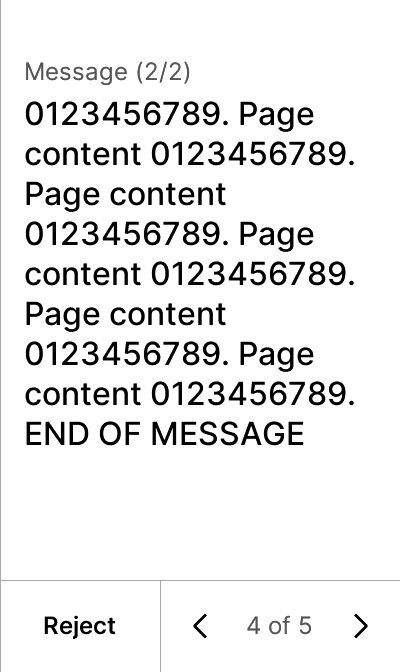 Message (2/2)
0123456789. Page
content 0123456789.
Page content
0123456789. Page
content 0123456789.
Page content
0123456789. Page
content 0123456789.
END OF MESSAGE
Reject
4 of 5